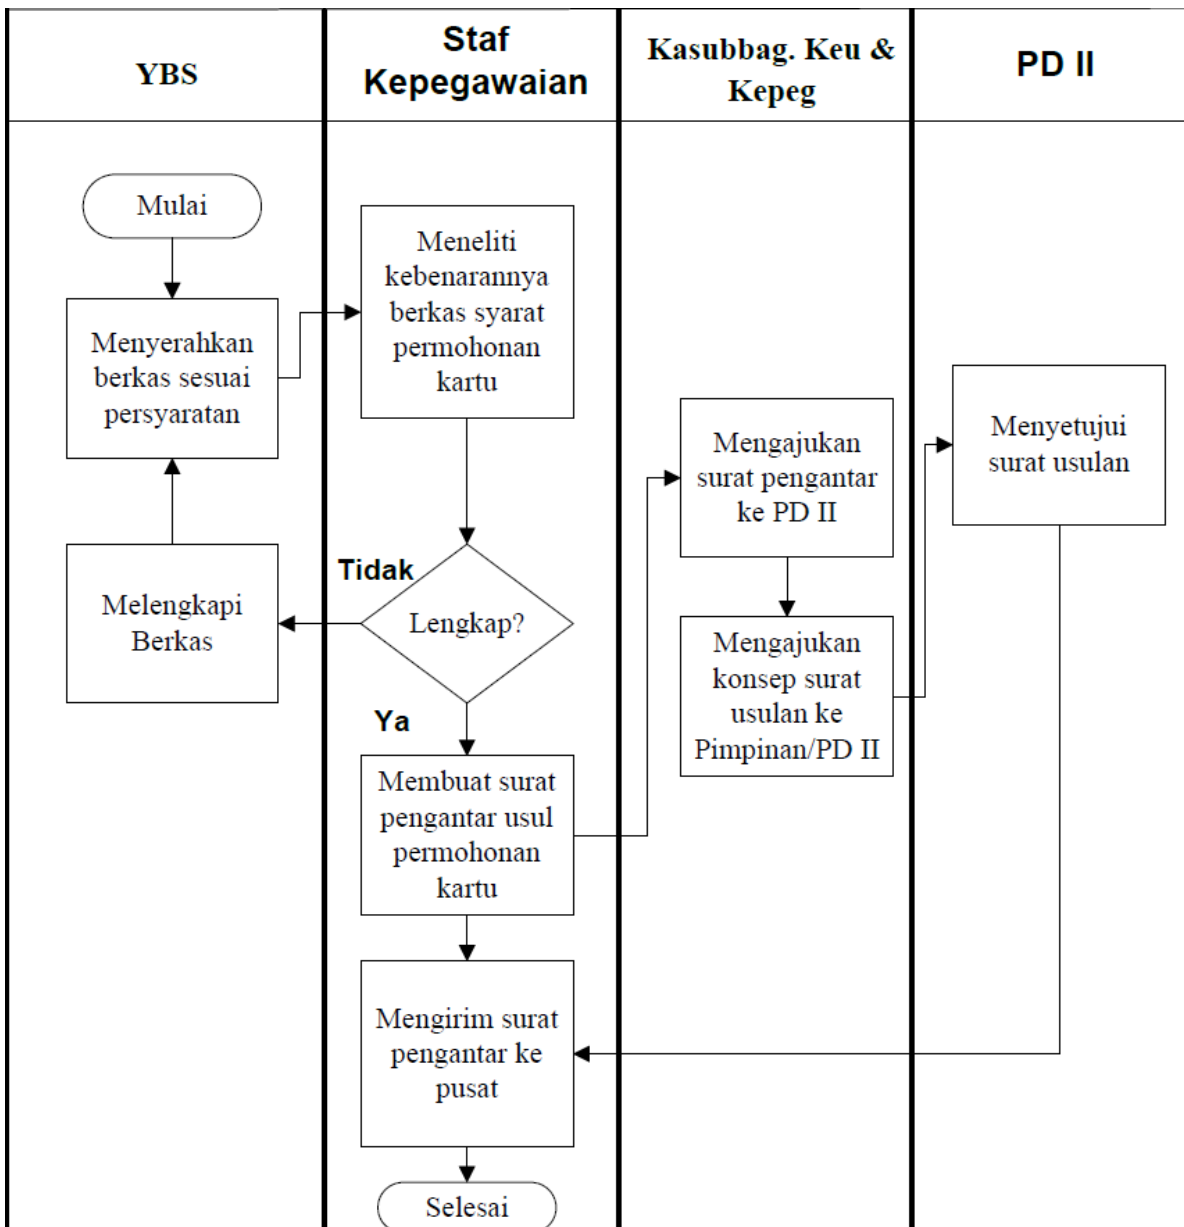 YBS
Staf
Kepegawaian
Kasubbag. Keu &
Kepeg
PD II
Mulai
Menyerahkan
berkas sesuai
persyaratan
Melengkapi
Berkas
Meneliti
kebenarannya
berkas syarat
permohonan
kartu
Tidak
Lengkap?
Ya
Membuat surat
pengantar usul
permohonan
kartu
Mengirim surat
pengantar ke
pusat
Selesai
Mengajukan
surat pengantar
ke PD II
Mengajukan
konsep surat
usulan ke
Pimpinan/PD II
Menyetujui
surat usulan